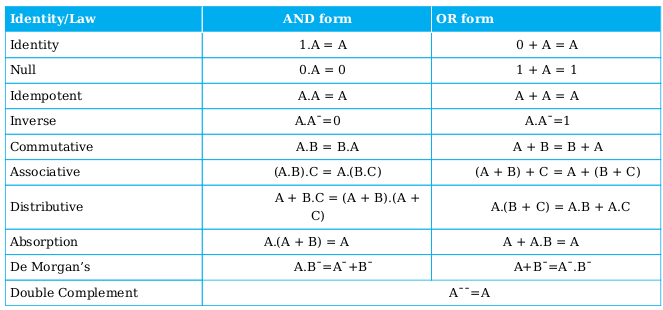 Identity/Law AND form OR form
Identity 1.A = A 0 + A = A
Null 0.A = 0 1 + A = 1
Idempotent A.A = A A + A = A
Inverse A.A¯=0 A.A¯=1
Commutative A.B = B.A A + B = B + A
Associative (A.B).C = A.(B.C) (A + B) + C = A + (B + C)
Distributive A + B.C = (A + B).(A + C) A.(B + C) = A.B + A.C
Absorption A.(A + B) = A A + A.B = A
De Morgan’s A.B¯=A¯+B¯ A+B¯=A¯.B¯
Double Complement A¯¯=A